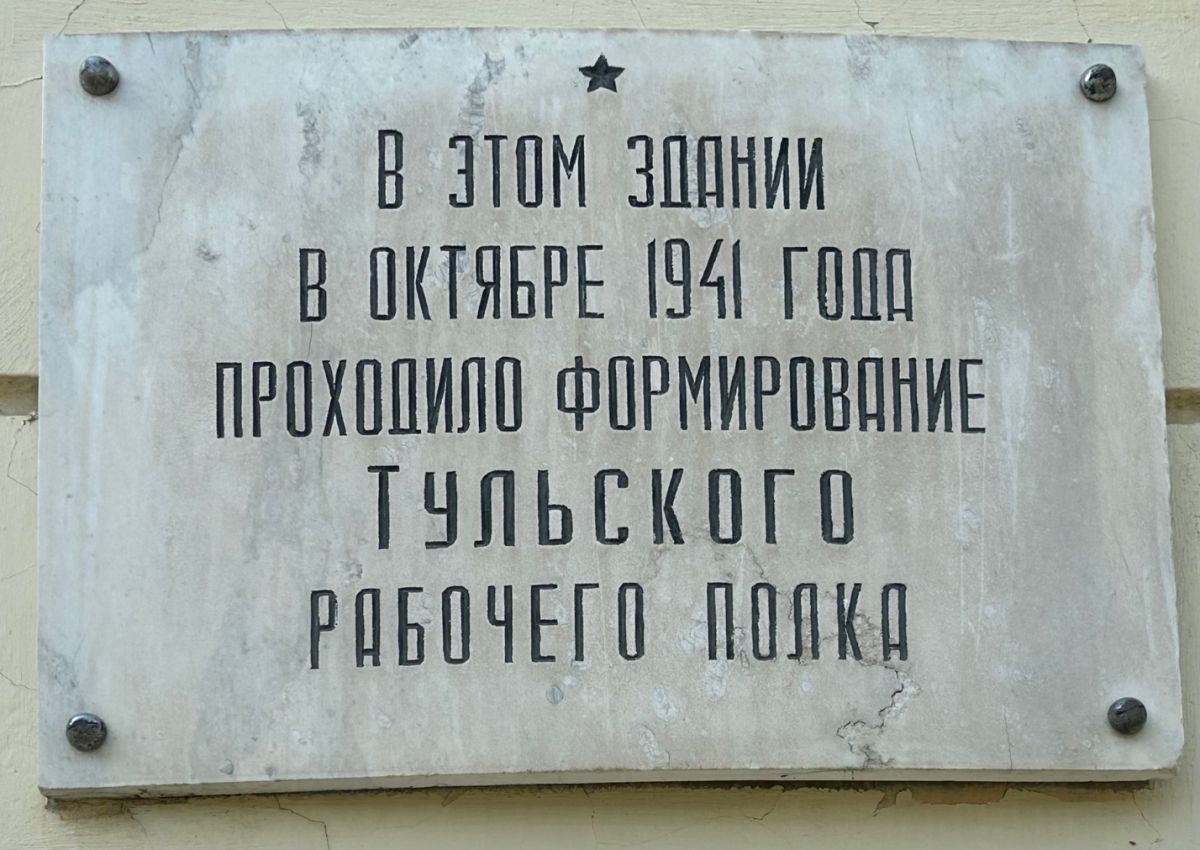 В ЭТОМ ЗДАНИИ
В ОКТЯБРЕ 1941 ГОДА
ПРОХОДИЛО ФОРМИРОВАНИЕ
ТУЛЬСКОГО
РАБОЧЕГО ПОЛКА